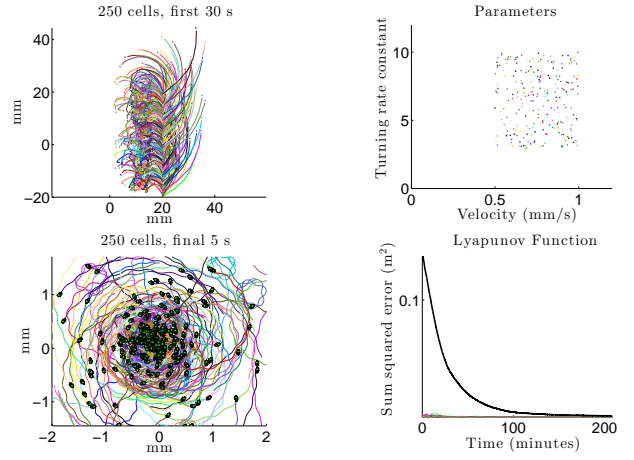 250 cells, first 30 s
mm
40
20
0
−20
0 20 40 60
mm
Parameters
Turning rate constant
10
5
0
0 0.5 1
Velocity (mm/s)
250 cells, final 5 s
mm
1
0
−1
−2 −1 0 1 2
mm
Lyapunov Function
Sum squared error (m²)
0.1
0 100 200
Time (minutes)